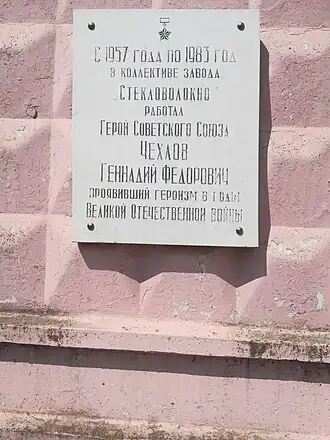 С 1957 ГОДА ПО 1983 ГОД
В КОЛЛЕКТИВЕ ЗАВОДА
"СТЕКЛОВОЛОКНО"
РАБОТАЛ
ГЕРОЙ СОВЕТСКОГО СОЮЗА
ЧЕХЛОВ
ГЕННАДИЙ ФЕДОРОВИЧ
ПРОЯВИВШИЙ ГЕРОИЗМ В ГОДЫ
ВЕЛИКОЙ ОТЕЧЕСТВЕННОЙ ВОЙНЫ